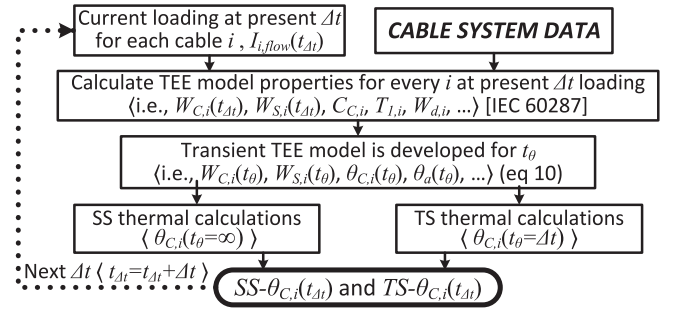 Current loading at present Δt
for each cable i , I_{i,flow}(t_{Δt})
CABLE SYSTEM DATA
Calculate TEE model properties for every i at present Δt loading
⟨i.e., W_{C,i}(t_{Δt}), W_{S,i}(t_{Δt}), C_{C,i}, T_{1,i}, W_{d,i}, ...⟩ [IEC 60287]
Transient TEE model is developed for t_θ
⟨i.e., W_{C,i}(t_θ), W_{S,i}(t_θ), θ_{C,i}(t_θ), θ_a(t_θ), ...⟩ (eq 10)
SS thermal calculations
⟨ θ_{C,i}(t_θ=∞) ⟩
TS thermal calculations
⟨ θ_{C,i}(t_θ=Δt) ⟩
Next Δt ⟨ t_{Δt}=t_{Δt}+Δt ⟩
SS-θ_{C,i}(t_{Δt}) and TS-θ_{C,i}(t_{Δt})